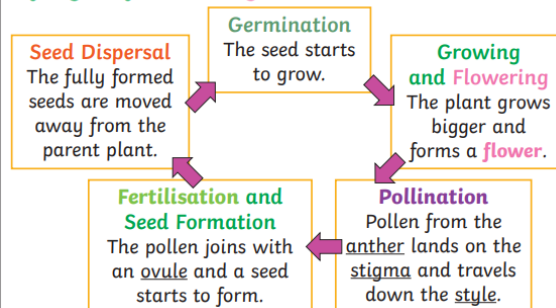 Germination
The seed starts
to grow.
Seed Dispersal
The fully formed
seeds are moved
away from the
parent plant.
Growing
and Flowering
The plant grows
bigger and
forms a flower.
Pollination
Pollen from the
anther lands on the
stigma and travels
down the style.
Fertilisation and
Seed Formation
The pollen joins with
an ovule and a seed
starts to form.